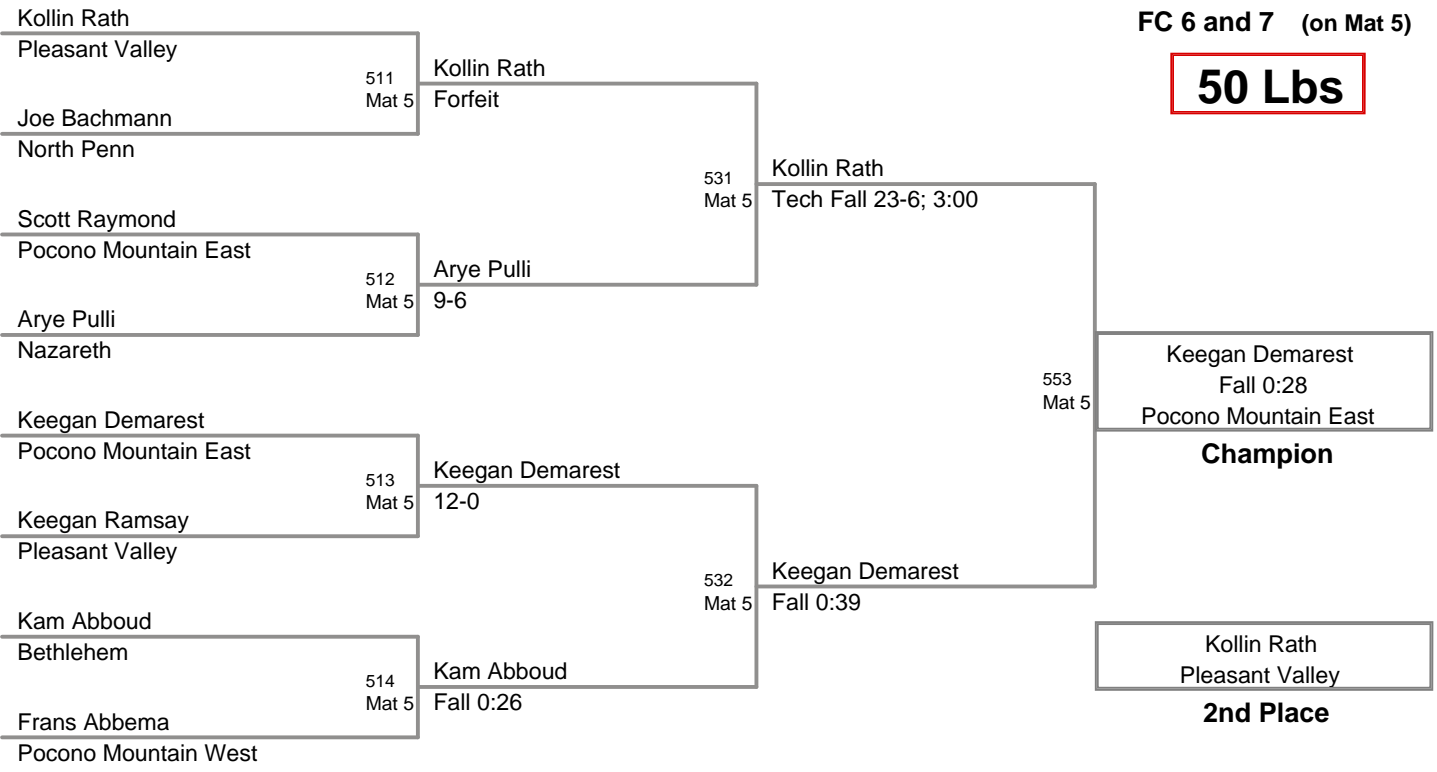 FC 6 and 7 (on Mat 5)
50 Lbs
Kollin Rath
Pleasant Valley
Joe Bachmann
North Penn
Scott Raymond
Pocono Mountain East
Arye Pulli
Nazareth
Keegan Demarest
Pocono Mountain East
Keegan Ramsay
Pleasant Valley
Kam Abboud
Bethlehem
Frans Abbema
Pocono Mountain West
511
Mat 5
Kollin Rath
Forfeit
512
Mat 5
Arye Pulli
9-6
513
Mat 5
Keegan Demarest
12-0
514
Mat 5
Kam Abboud
Fall 0:26
531
Mat 5
Kollin Rath
Tech Fall 23-6; 3:00
532
Mat 5
Keegan Demarest
Fall 0:39
553
Mat 5
Keegan Demarest
Fall 0:28
Pocono Mountain East
Champion
Kollin Rath
Pleasant Valley
2nd Place